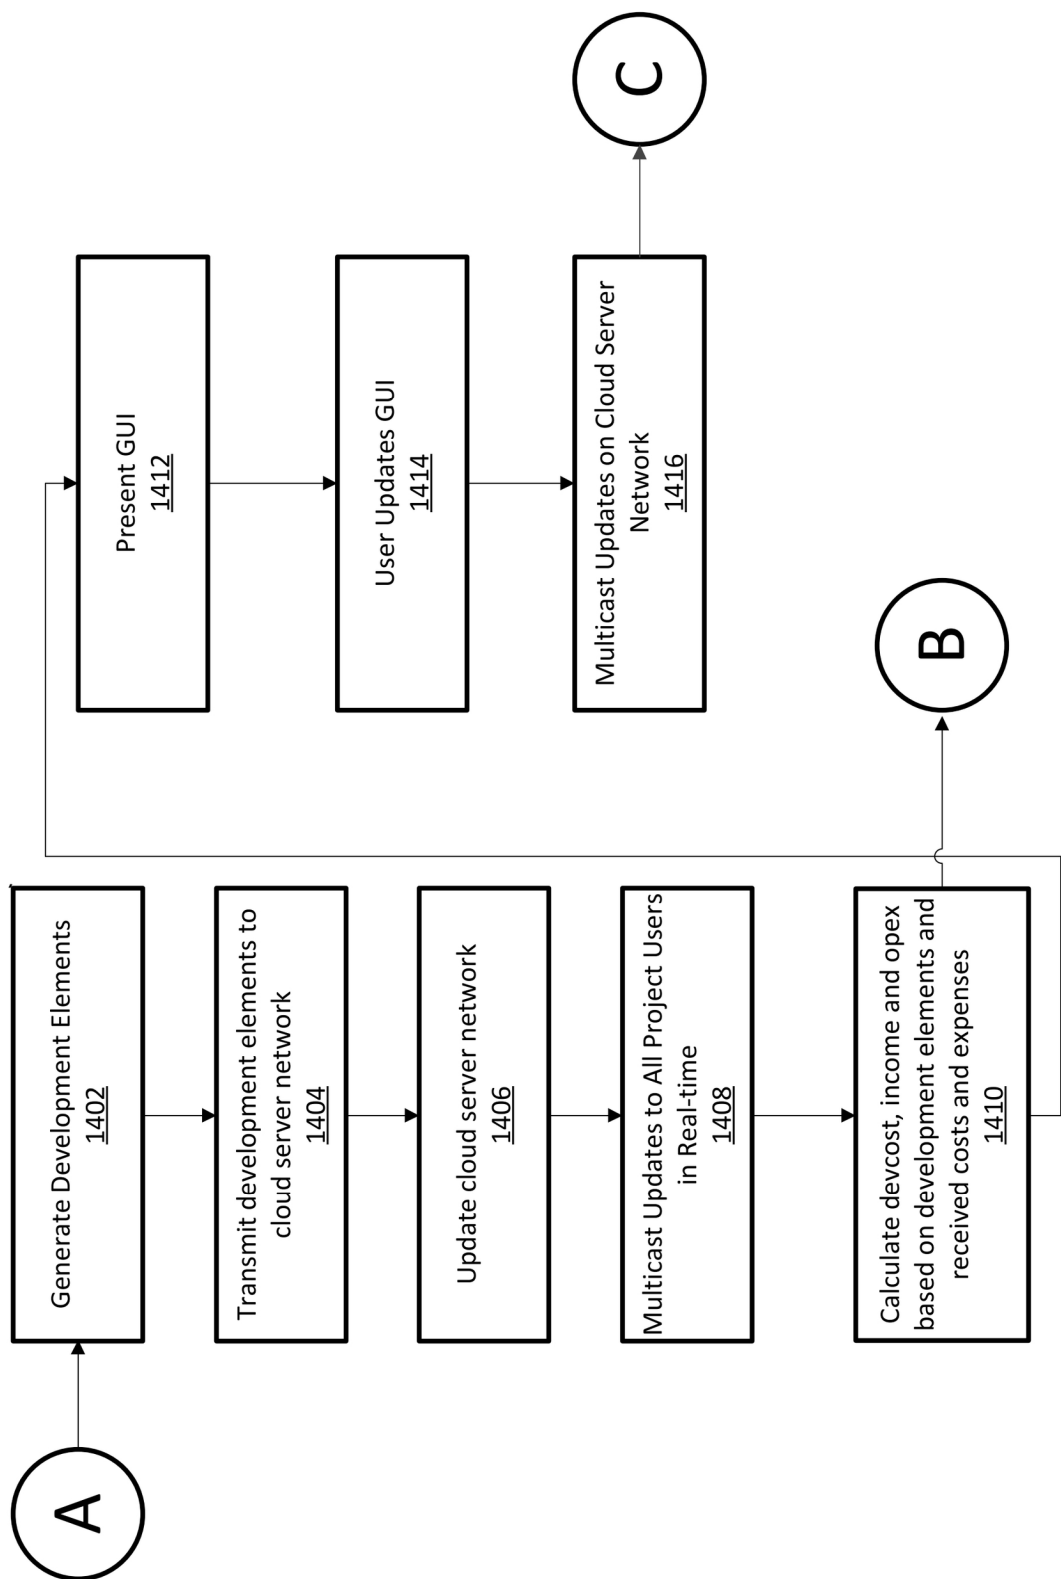 A
Generate Development Elements
1402
Transmit development elements to
cloud server network
1404
Update cloud server network
1406
Multicast Updates to All Project Users
in Real-time
1408
Calculate devcost, income and opex
based on development elements and
received costs and expenses
1410
B
Present GUI
1412
User Updates GUI
1414
Multicast Updates on Cloud Server
Network
1416
C